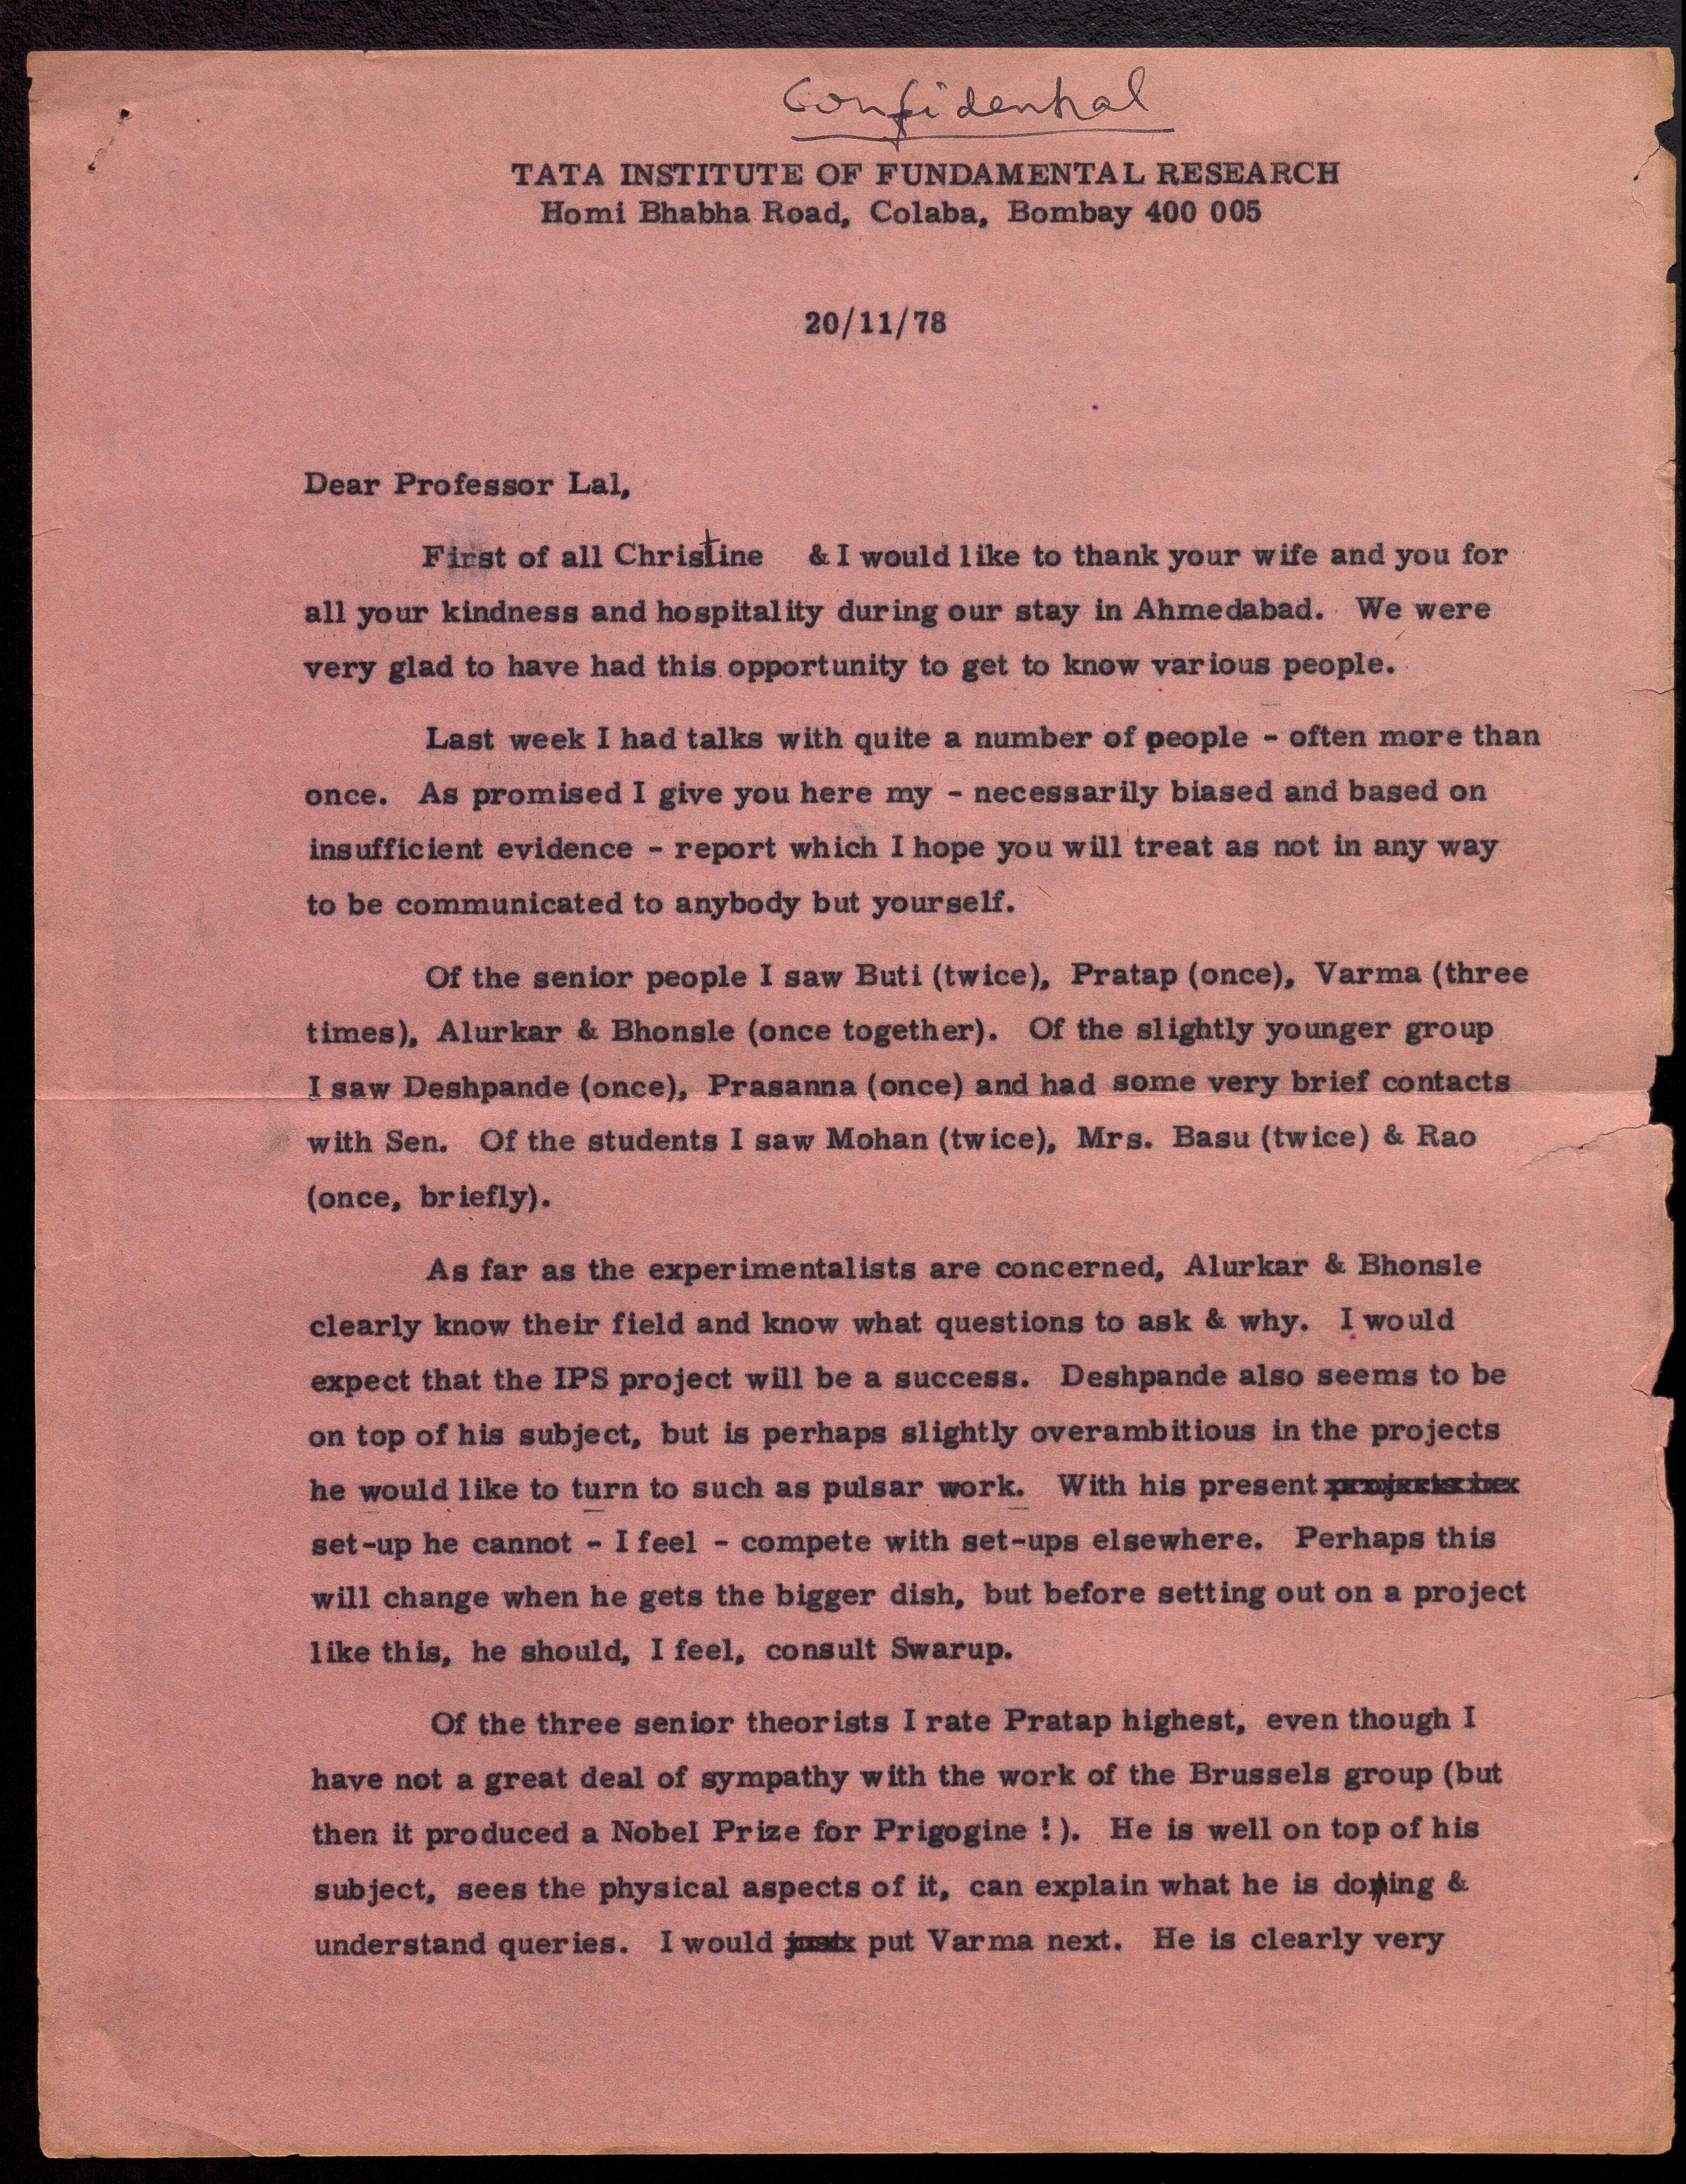 Confidential
TATA INSTITUTE OF FUNDAMENTAL RESEARCH
Homi Bhabha Road, Colaba, Bombay 400 005
20/11/78
Dear Professor Lal,
First of all Christine & I would like to thank your wife and you for
all your kindness and hospitality during our stay in Ahmedabad. We were
very glad to have had this opportunity to get to know various people.
Last week I had talks with quite a number of people - often more than
once. As promised I give you here my - necessarily biased and based on
insufficient evidence - report which I hope you will treat as not in any way
to be communicated to anybody but yourself.
Of the senior people I saw Buti (twice), Pratap (once), Varma (three
times), Alurkar & Bhonsle (once together). Of the slightly younger group
I saw Deshpande (once), Prasanna (once) and had some very brief contacts
with Sen. Of the students I saw Mohan (twice), Mrs. Basu (twice) & Rao
(once, briefly).
As far as the experimentalists are concerned, Alurkar & Bhonsle
clearly know their field and know what questions to ask & why. I would
expect that the IPS project will be a success. Deshpande also seems to be
on top of his subject, but is perhaps slightly overambitious in the projects
he would like to turn to such as pulsar work. With his present
set-up he cannot - I feel - compete with set-ups elsewhere. Perhaps this
will change when he gets the bigger dish, but before setting out on a project
like this, he should, I feel, consult Swarup.
Of the three senior theorists I rate Pratap highest, even though I
have not a great deal of sympathy with the work of the Brussels group (but
then it produced a Nobel Prize for Prigogine !). He is well on top of his
subject, sees the physical aspects of it, can explain what he is doing &
understand queries. I would put Varma next. He is clearly very